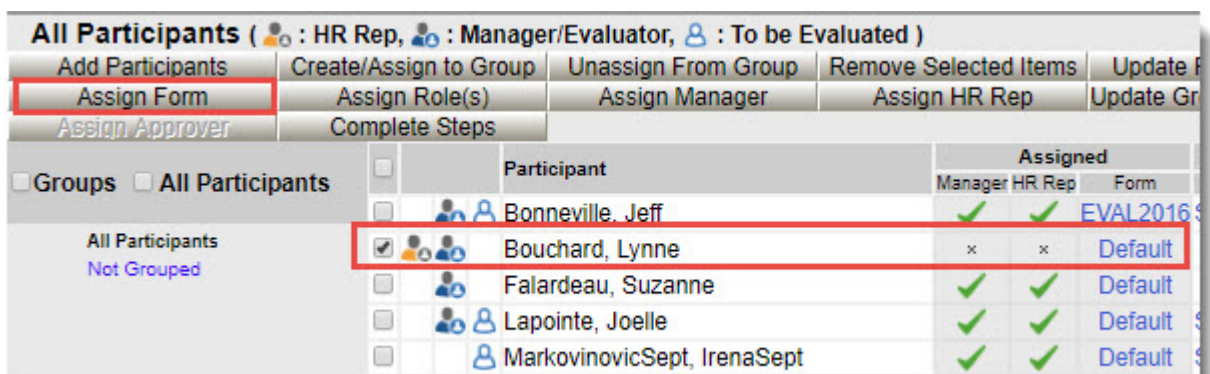 All Participants ( : HR Rep, : Manager/Evaluator, : To be Evaluated )
Add Participants Create/Assign to Group Unassign From Group Remove Selected Items Update
Assign Form Assign Role(s) Assign Manager Assign HR Rep Update
Assign Approver Complete Steps
Groups All Participants
Participant Assigned
Manager HR Rep Form
Bonneville, Jeff EVAL2016
All Participants
Bouchard, Lynne x x Default
Not Grouped
Falardeau, Suzanne Default
Lapointe, Joelle Default
MarkovinovicSept, IrenaSept Default